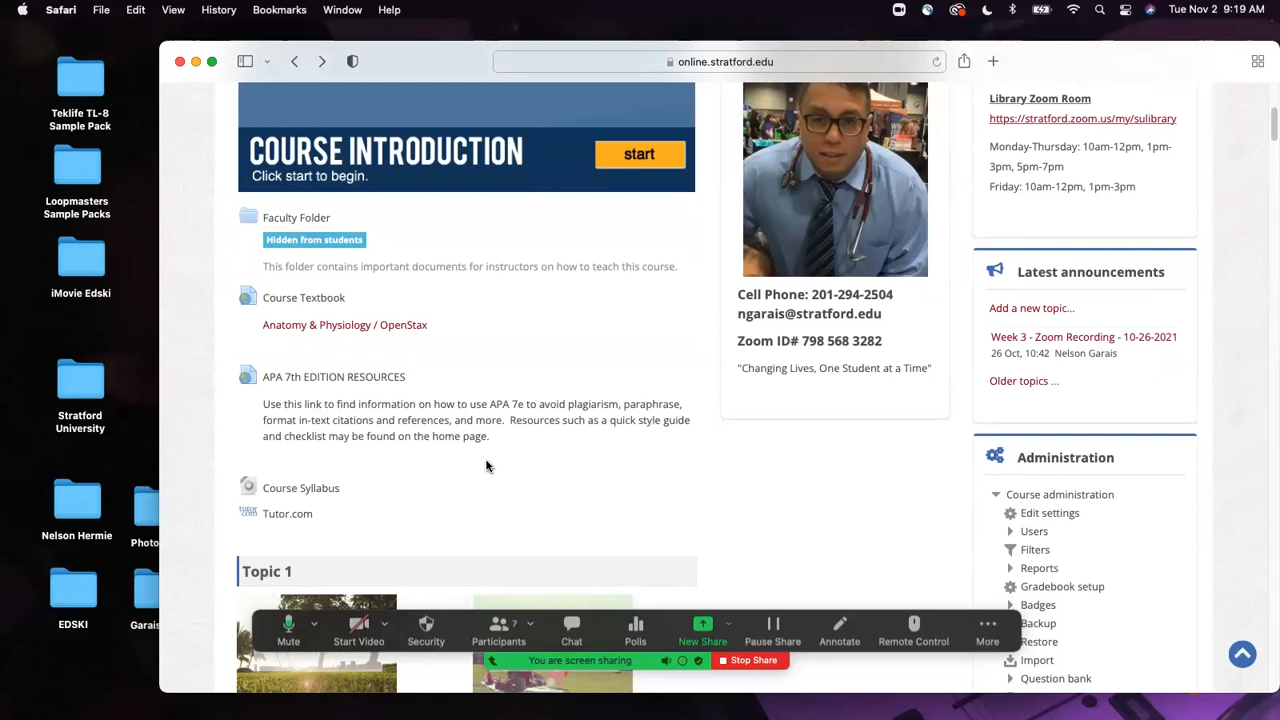 Safari File Edit View History Bookmarks Window Help
Tue Nov 2 9:19 AM
Teklife TL-8
Sample Pack
Loopmasters
Sample Packs
iMovie Edski
Stratford
University
Nelson Hermie
Photo
EDSKI
Garais
online.stratford.edu
COURSE INTRODUCTION
Click start to begin.
start
Faculty Folder
Hidden from students
This folder contains important documents for instructors on how to teach this course.
Course Textbook
Anatomy & Physiology / OpenStax
APA 7th EDITION RESOURCES
Use this link to find information on how to use APA 7e to avoid plagiarism, paraphrase,
format in-text citations and references, and more. Resources such as a quick style guide
and checklist may be found on the home page.
Course Syllabus
tutor
com
Tutor.com
Topic 1
Cell Phone: 201-294-2504
ngarais@stratford.edu
Zoom ID# 798 568 3282
"Changing Lives, One Student at a Time"
Library Zoom Room
https://stratford.zoom.us/my/sulibrary
Monday-Thursday: 10am-12pm, 1pm-
3pm, 5pm-7pm
Friday: 10am-12pm, 1pm-3pm
Latest announcements
Add a new topic...
Week 3 - Zoom Recording - 10-26-2021
26 Oct, 10:42 Nelson Garais
Older topics ...
Administration
Course administration
Edit settings
Users
Filters
Reports
Gradebook setup
Badges
Backup
Restore
Import
Question bank
Mute
Start Video
Security
7
Participants
Chat
Polls
New Share
Pause Share
Annotate
Remote Control
More
You are screen sharing
Stop Share